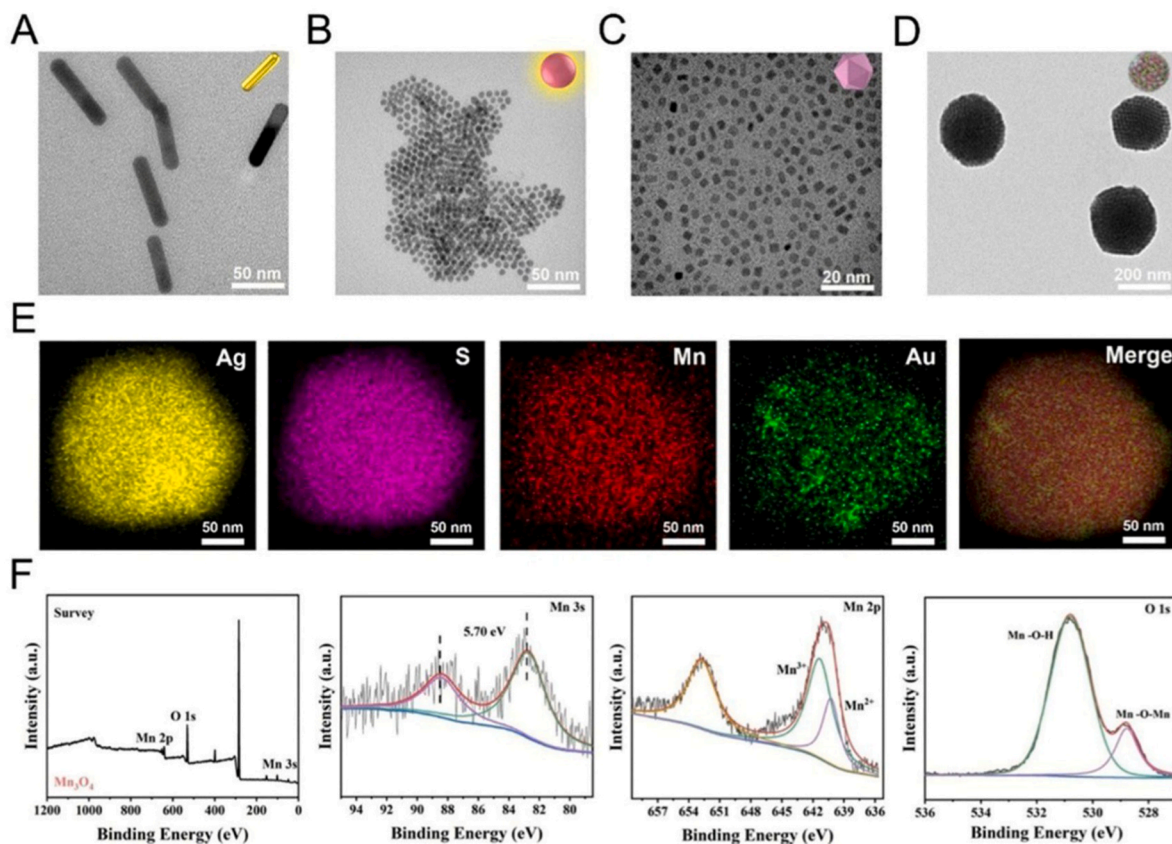 A
B
C
D
50 nm
50 nm
20 nm
200 nm
E
Ag
S
Mn
Au
Merge
50 nm
50 nm
50 nm
50 nm
50 nm
F
Survey
O 1s
Mn 2p
Mn 3s
Mn₃O₄
Intensity (a.u.)
1200 1000 800 600 400 200 0
Binding Energy (eV)
Mn 3s
5.70 eV
Intensity (a.u.)
94 92 90 88 86 84 82 80
Binding Energy (eV)
Mn 2p
Mn³⁺
Mn²⁺
Intensity (a.u.)
657 654 651 648 645 642 639 636
Binding Energy (eV)
O 1s
Mn -O-H
Mn -O-Mn
Intensity (a.u.)
536 534 532 530 528
Binding Energy (eV)